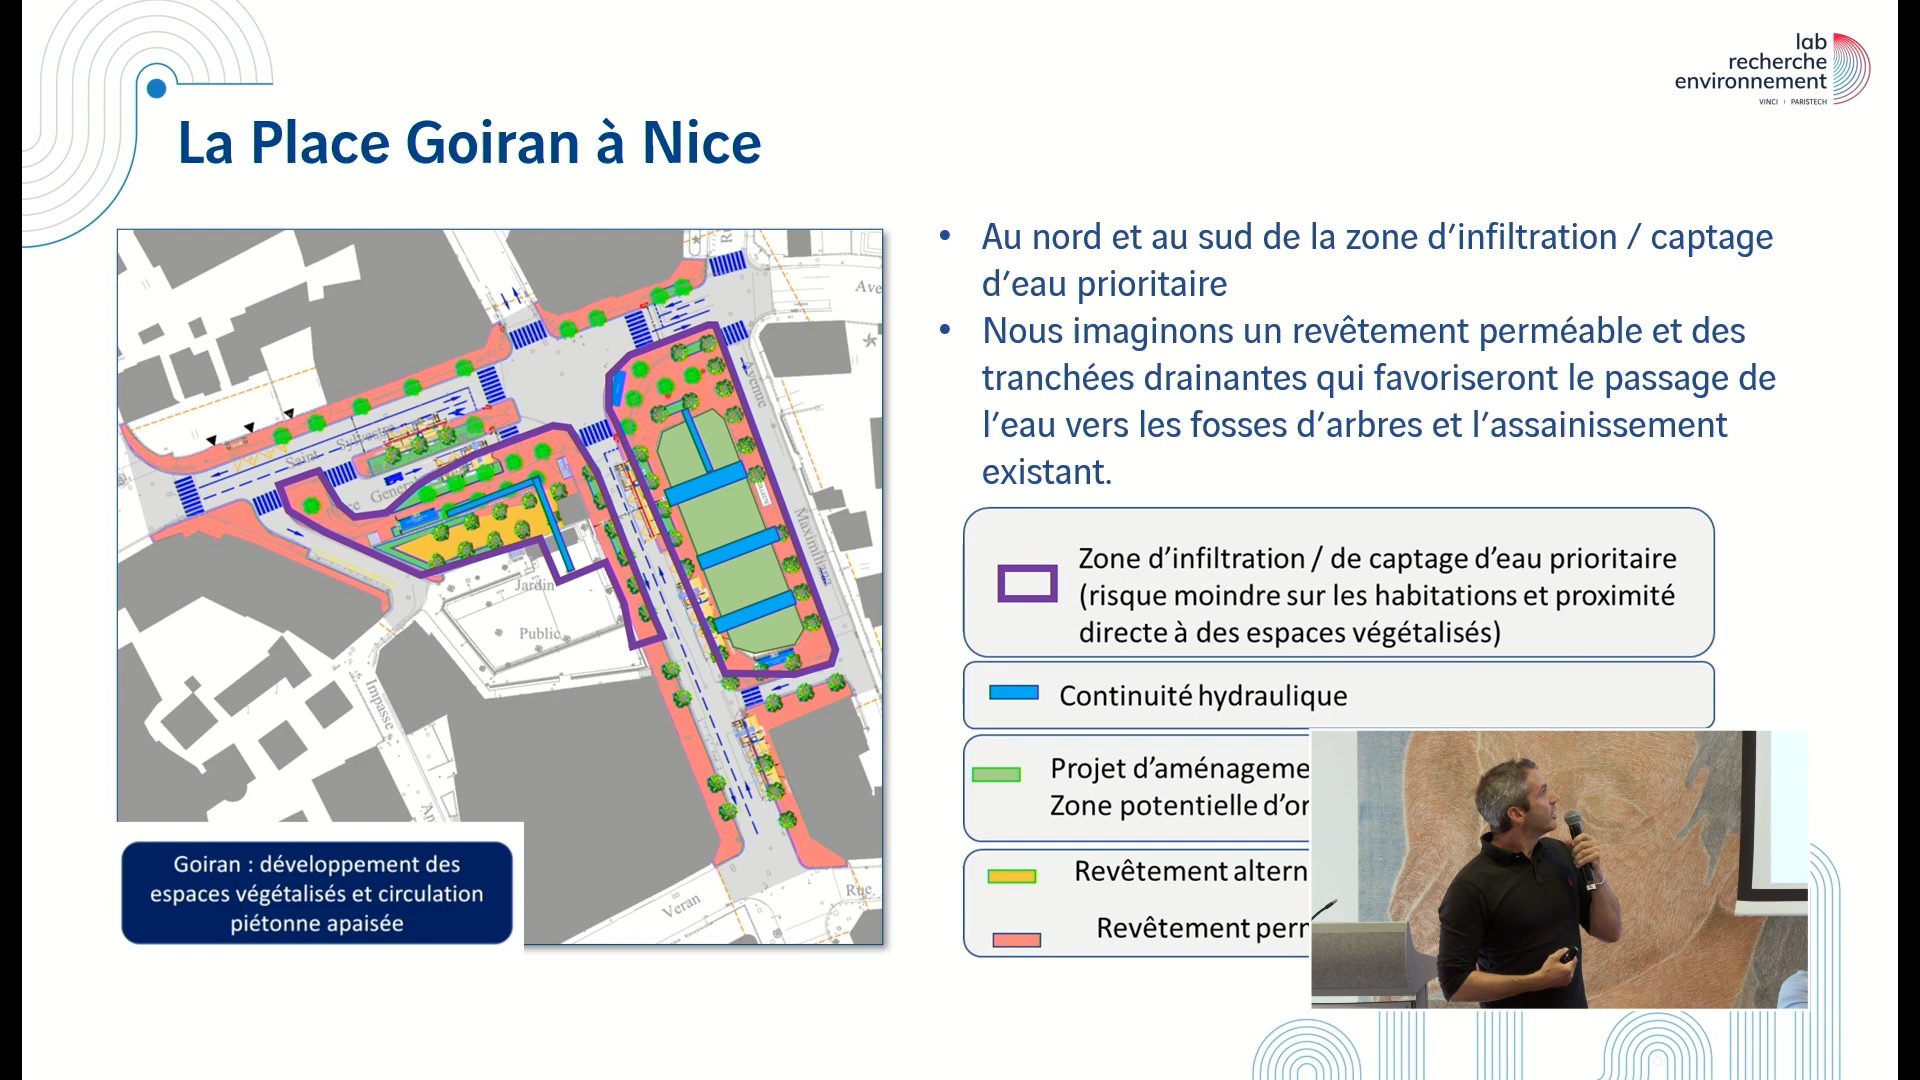 lab
recherche
environnement
VINCI | PARISTECH
La Place Goiran à Nice
• Au nord et au sud de la zone d’infiltration / captage
d’eau prioritaire
• Nous imaginons un revêtement perméable et des
tranchées drainantes qui favoriseront le passage de
l’eau vers les fosses d’arbres et l’assainissement
existant.
Ave
Avenue
Sylvestre
Saint
Place
Maximilien
Jardin
Public
Impasse
Veran
Rue
Zone d’infiltration / de captage d’eau prioritaire
(risque moindre sur les habitations et proximité
directe à des espaces végétalisés)
Continuité hydraulique
Projet d’aménageme
Zone potentielle d’or
Revêtement altern
Revêtement perr
Goiran : développement des
espaces végétalisés et circulation
piétonne apaisée